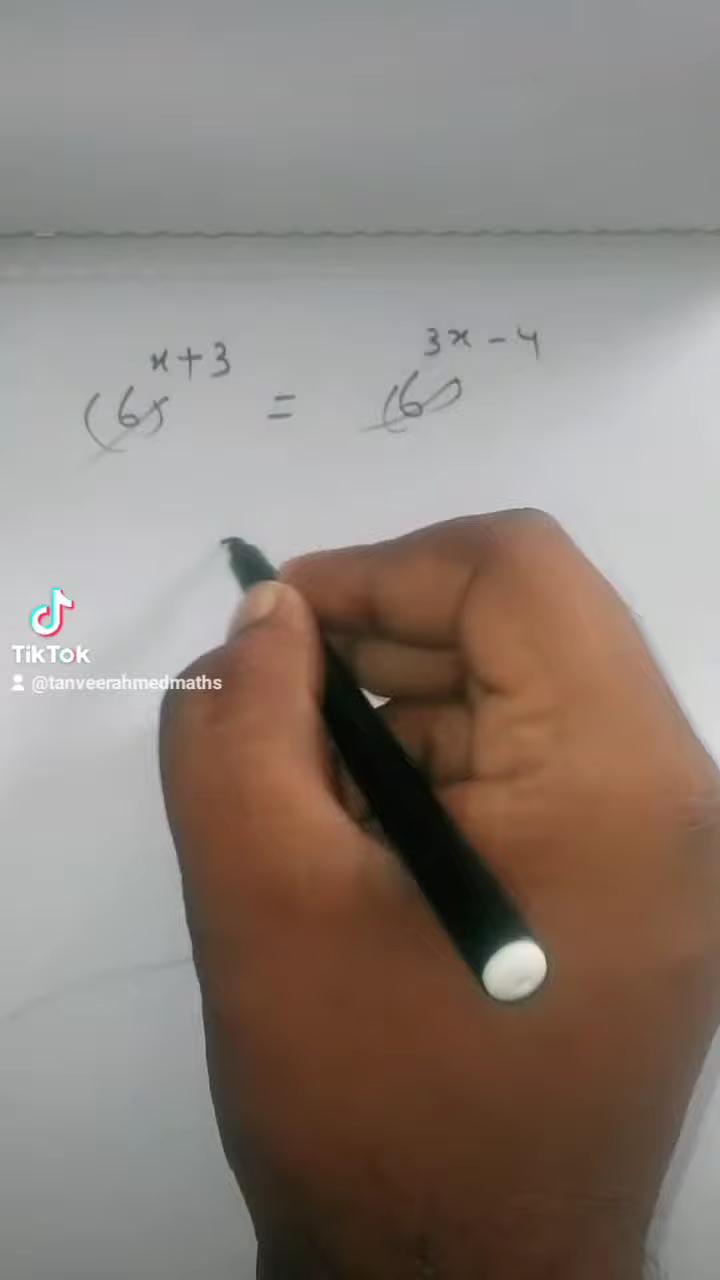 (6)^{x+3} = (6)^{3x-4}
TikTok
@tanveerahmedmaths